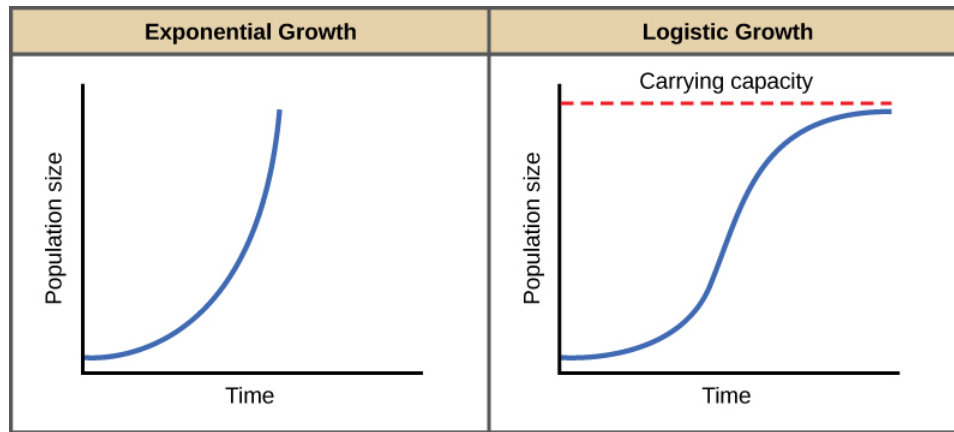 Exponential Growth
Logistic Growth
Population size
Time
Carrying capacity
Population size
Time